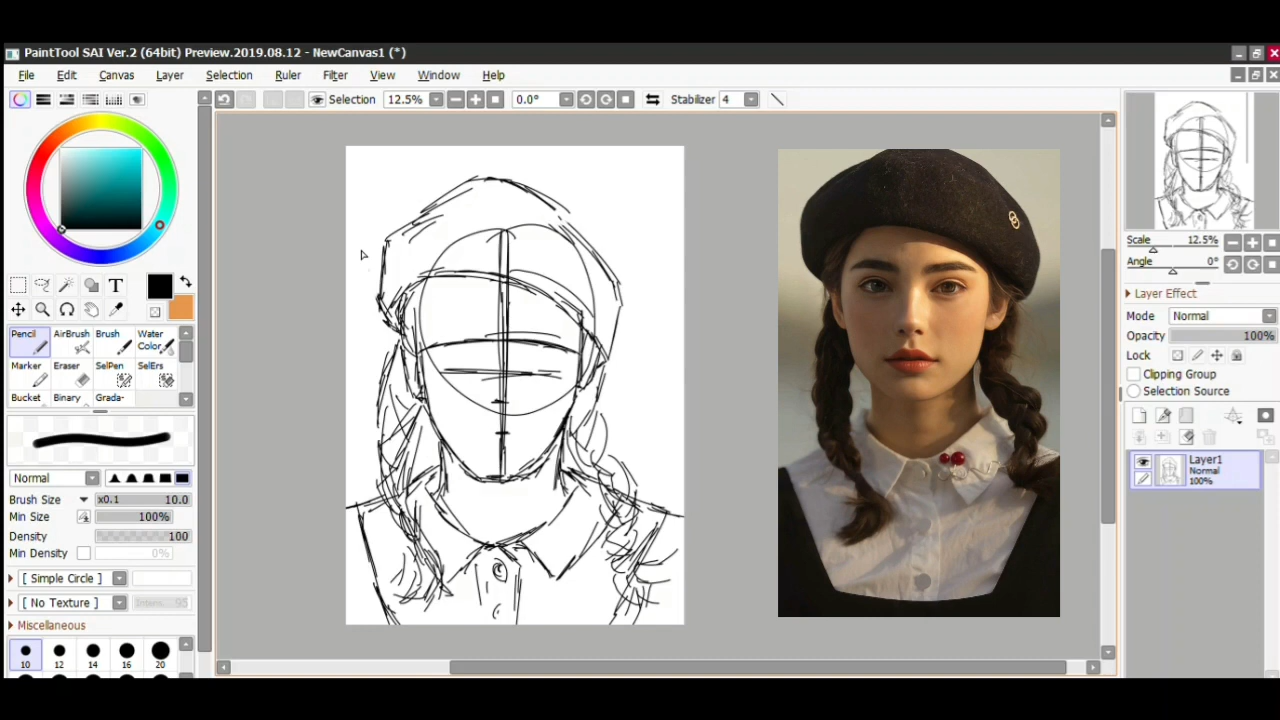 PaintTool SAI Ver.2 (64bit) Preview.2019.08.12 - NewCanvas1 (*)
File Edit Canvas Layer Selection Ruler Filter View Window Help
Selection 12.5% 0.0° Stabilizer 4
T
Pencil AirBrush Brush Water Color
Marker Eraser SelPen SelErs
Bucket Binary Grada-
Normal
Brush Size x0.1 10.0
Min Size 100%
Density 100
Min Density 0%
[ Simple Circle ]
[ No Texture ] 95
Miscellaneous
10 12 14 16 20
Scale 12.5%
Angle 0°
Layer Effect
Mode Normal
Opacity 100%
Lock
Clipping Group
Selection Source
Layer1
Normal
100%